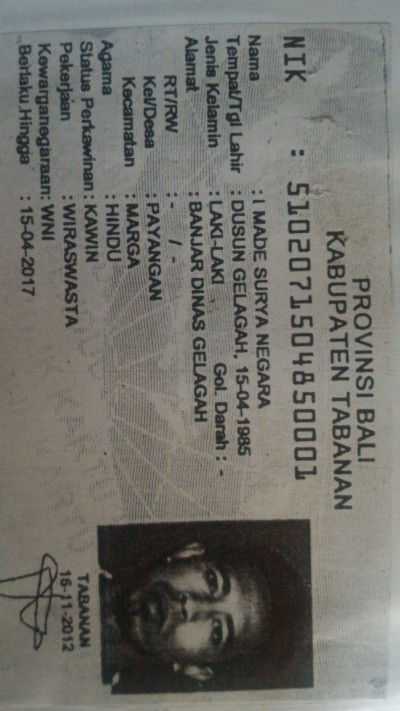 PROVINSI BALI
KABUPATEN TABANAN
NIK : 5102071504850001
Nama : I MADE SURYA NEGARA
Tempat/Tgl Lahir : DUSUN GELAGAH, 15-04-1985
Jenis Kelamin : LAKI-LAKI Gol. Darah : -
Alamat : BANJAR DINAS GELAGAH
RT/RW : - / -
Kel/Desa : PAYANGAN
Kecamatan : MARGA
Agama : HINDU
Status Perkawinan : KAWIN
Pekerjaan : WIRASWASTA
Kewarganegaraan : WNI
Berlaku Hingga : 15-04-2017
TABANAN
16-11-2012